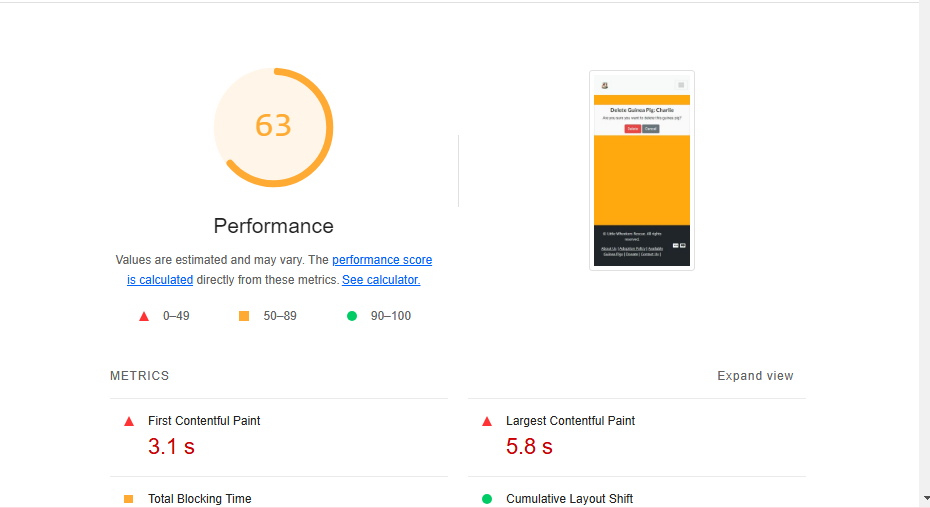 63
Performance
Values are estimated and may vary. The performance score
is calculated directly from these metrics. See calculator.
0–49
50–89
90–100
Delete Guinea Pig: Charlie
Are you sure you want to delete this guinea pig?
Delete
Cancel
© Little Wheekers Rescue. All rights
reserved.
About Us | Adoption Policy | Available
Guinea Pigs | Donate | Contact Us |
METRICS
Expand view
First Contentful Paint
3.1 s
Largest Contentful Paint
5.8 s
Total Blocking Time
Cumulative Layout Shift